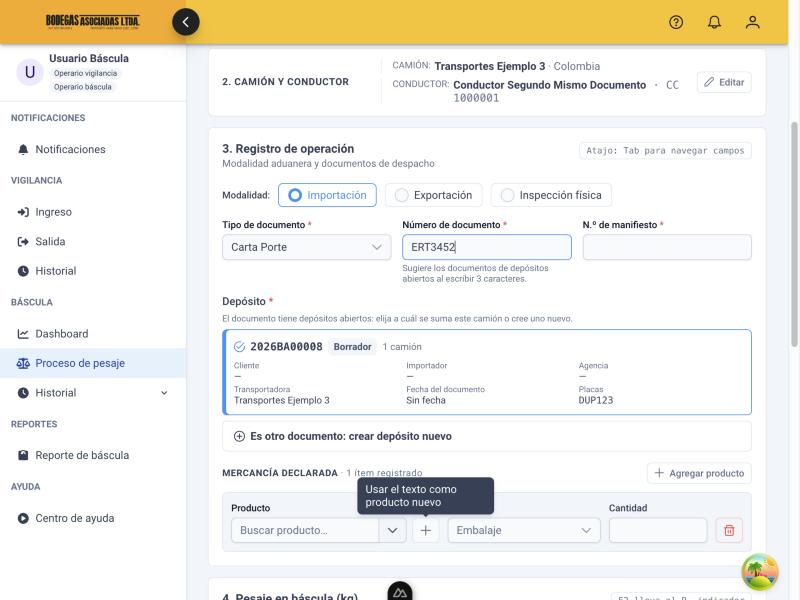 BODEGAS ASOCIADAS LTDA.
U
Usuario Báscula
Operario vigilancia
Operario báscula
NOTIFICACIONES
Notificaciones
VIGILANCIA
Ingreso
Salida
Historial
BÁSCULA
Dashboard
Proceso de pesaje
Historial
REPORTES
Reporte de báscula
AYUDA
Centro de ayuda
2. CAMIÓN Y CONDUCTOR
CAMIÓN: Transportes Ejemplo 3 · Colombia
CONDUCTOR: Conductor Segundo Mismo Documento · CC
1000001
Editar
3. Registro de operación
Modalidad aduanera y documentos de despacho
Atajo: Tab para navegar campos
Modalidad: Importación Exportación Inspección física
Tipo de documento * Número de documento * N.º de manifiesto *
Carta Porte ERT3452
Sugiere los documentos de depósitos
abiertos al escribir 3 caracteres.
Depósito *
El documento tiene depósitos abiertos: elija a cuál se suma este camión o cree uno nuevo.
2026BA00008 Borrador 1 camión
Cliente Importador Agencia
— — —
Transportadora Fecha del documento Placas
Transportes Ejemplo 3 Sin fecha DUP123
Es otro documento: crear depósito nuevo
MERCANCÍA DECLARADA · 1 ítem registrado
Agregar producto
Usar el texto como
producto nuevo
Producto Cantidad
Buscar producto... Embalaje
4. Pesaje en báscula (kg)